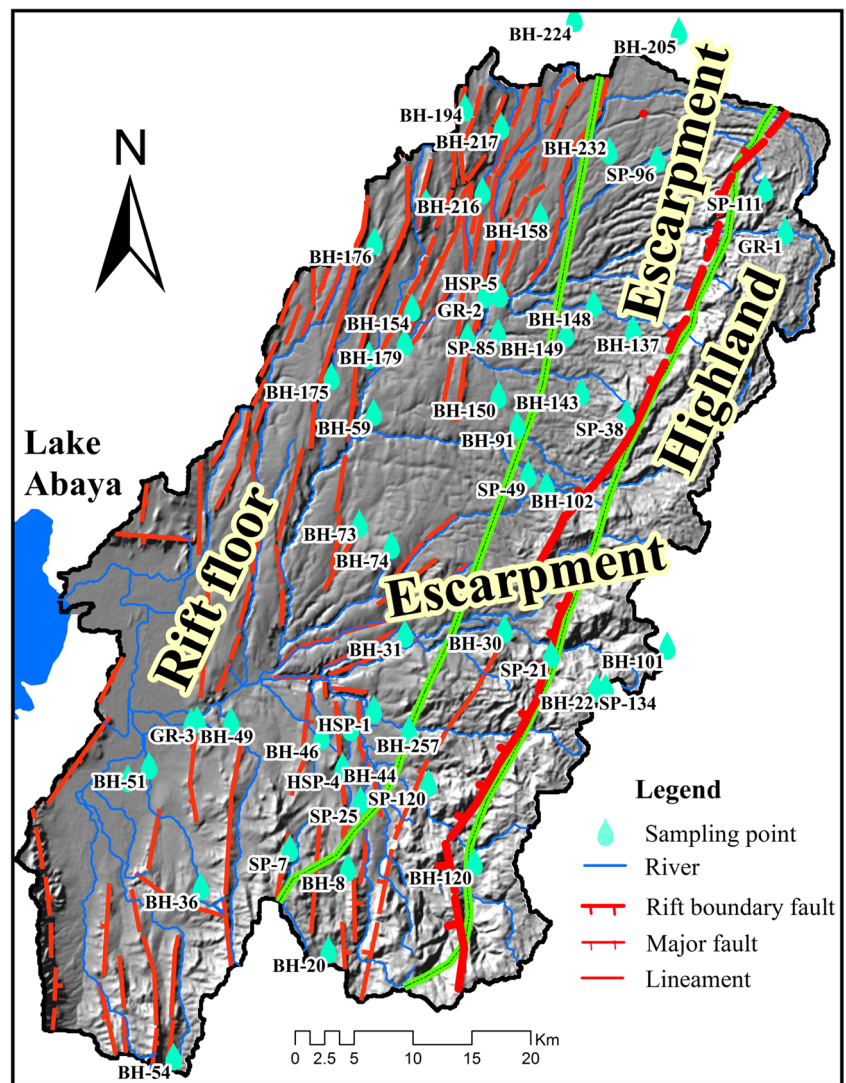 BH-224
BH-205
N
BH-194
BH-217
BH-232
SP-96
SP-111
BH-216
BH-158
GR-1
BH-176
Escarpment
HSP-5
GR-2
BH-154
BH-148
SP-85
BH-149
BH-137
BH-179
BH-175
BH-150
BH-143
BH-59
SP-38
BH-91
Highland
Lake
Abaya
SP-49
BH-102
BH-73
BH-74
Rift floor
Escarpment
BH-31
BH-30
SP-21
BH-101
BH-22
SP-134
GR-3
BH-49
HSP-1
BH-46
BH-257
BH-51
HSP-4
BH-44
SP-120
SP-25
SP-7
BH-8
BH-120
BH-36
BH-20
BH-54
Legend
Sampling point
River
Rift boundary fault
Major fault
Lineament
Km
0 2.5 5 10 15 20